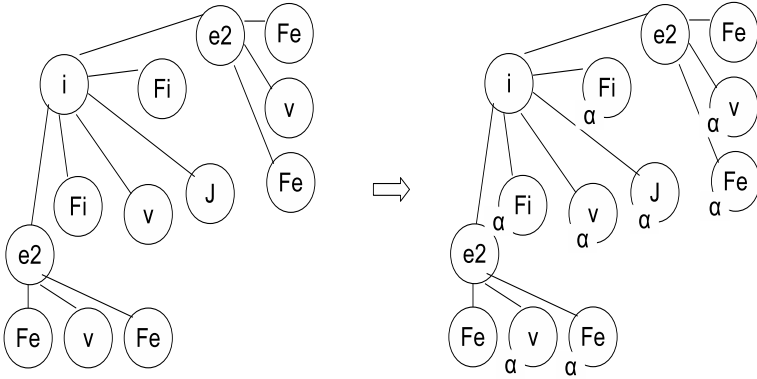 e2 Fe
i Fi v
Fi v J Fe
e2
Fe v Fe
e2 Fe
i Fi α v α
Fi α v α J α Fe α
e2
Fe v α Fe α